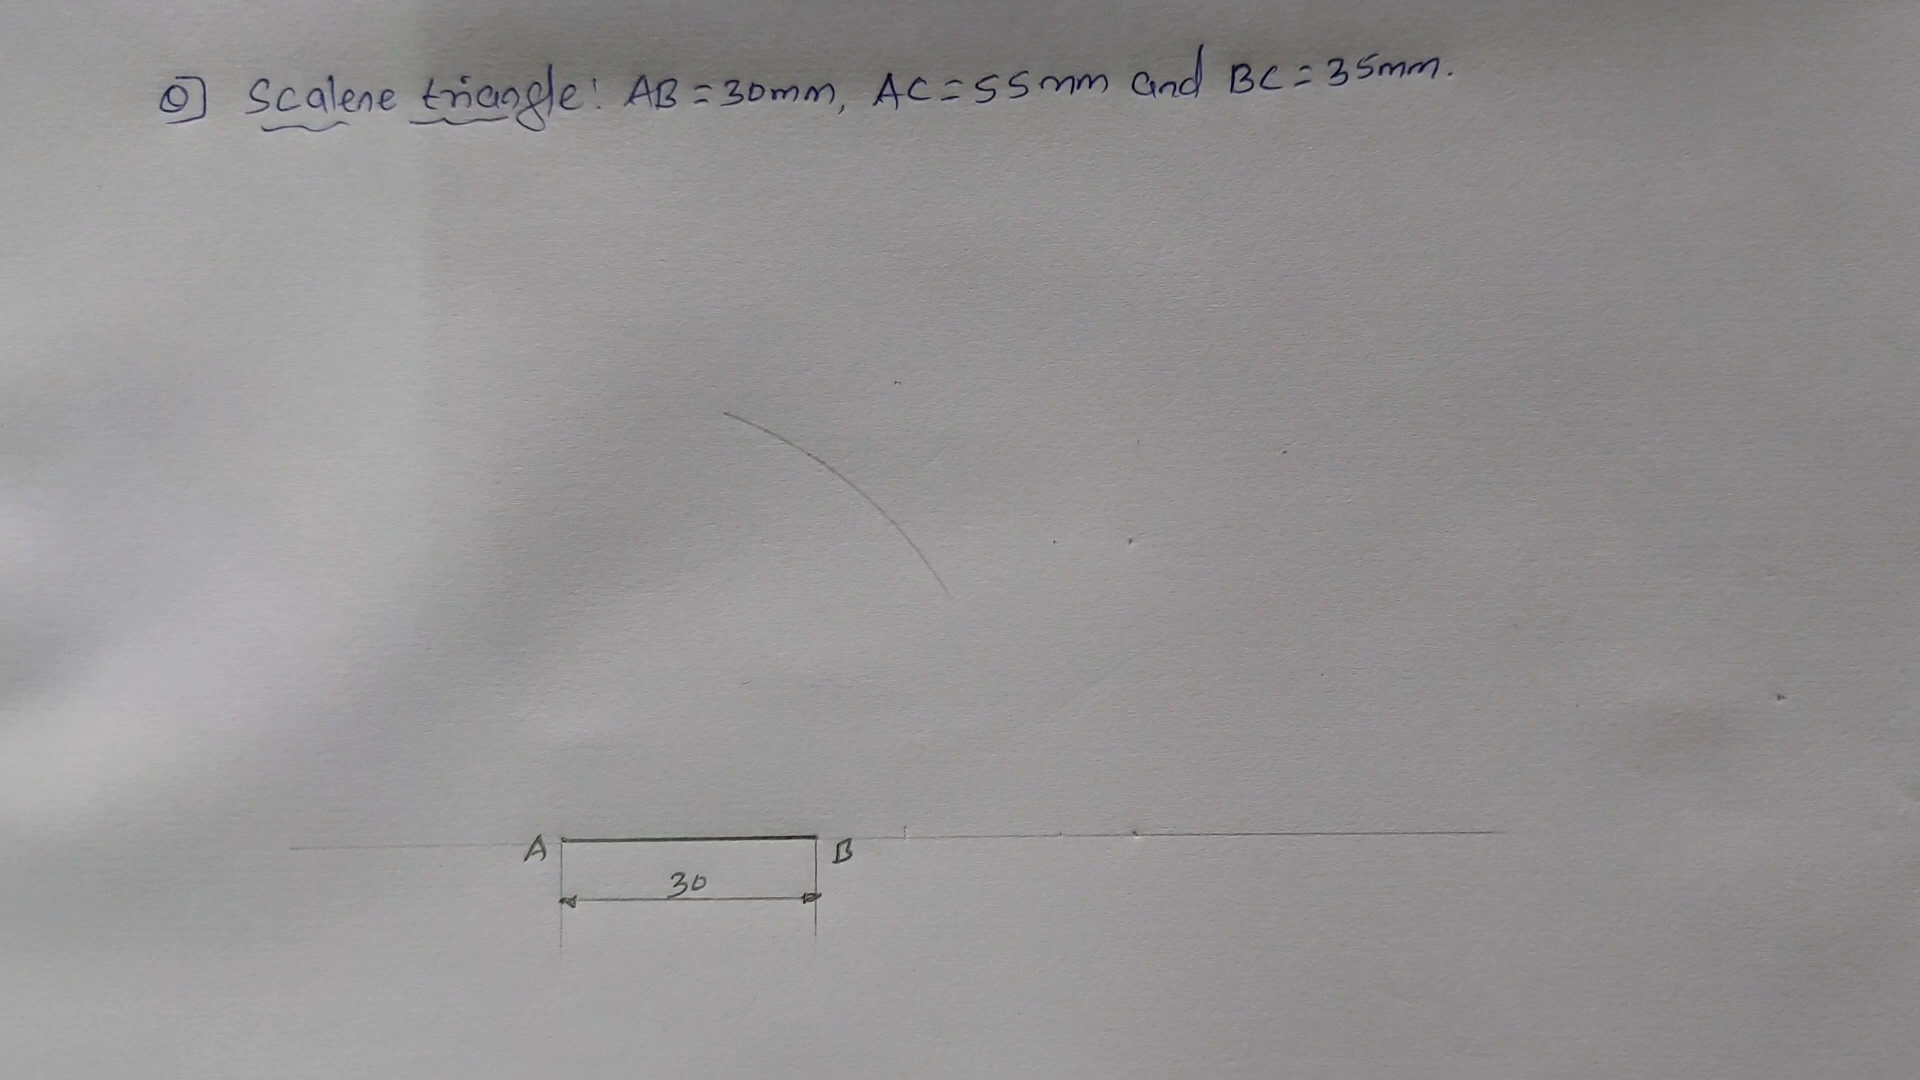 ⊙] Scalene triangle: AB = 30mm, AC = 55mm and BC = 35mm.
A B
30